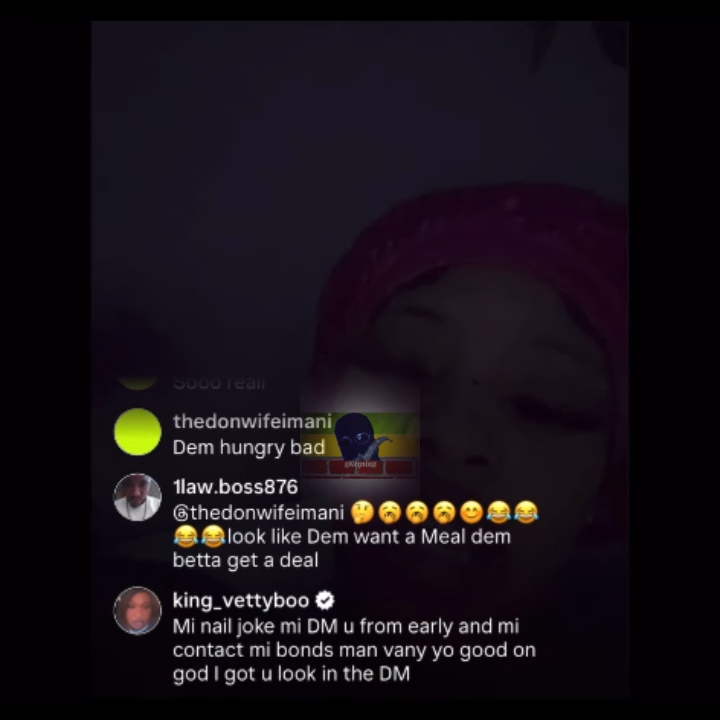 Sooo reall
thedonwifeimani
Dem hungry bad
1law.boss876
@thedonwifeimani 🤔😪😪😪😊😂😂
😂😂look like Dem want a Meal dem
betta get a deal
king_vettyboo
Mi nail joke mi DM u from early and mi
contact mi bonds man vany yo good on
god I got u look in the DM